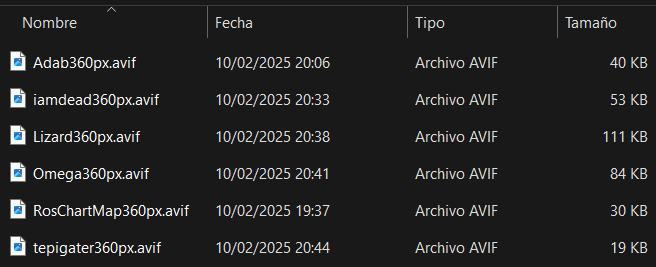 Nombre Fecha Tipo Tamaño
Adab360px.avif 10/02/2025 20:06 Archivo AVIF 40 KB
iamdead360px.avif 10/02/2025 20:33 Archivo AVIF 53 KB
Lizard360px.avif 10/02/2025 20:38 Archivo AVIF 111 KB
Omega360px.avif 10/02/2025 20:41 Archivo AVIF 84 KB
RosChartMap360px.avif 10/02/2025 19:37 Archivo AVIF 30 KB
tepigater360px.avif 10/02/2025 20:44 Archivo AVIF 19 KB